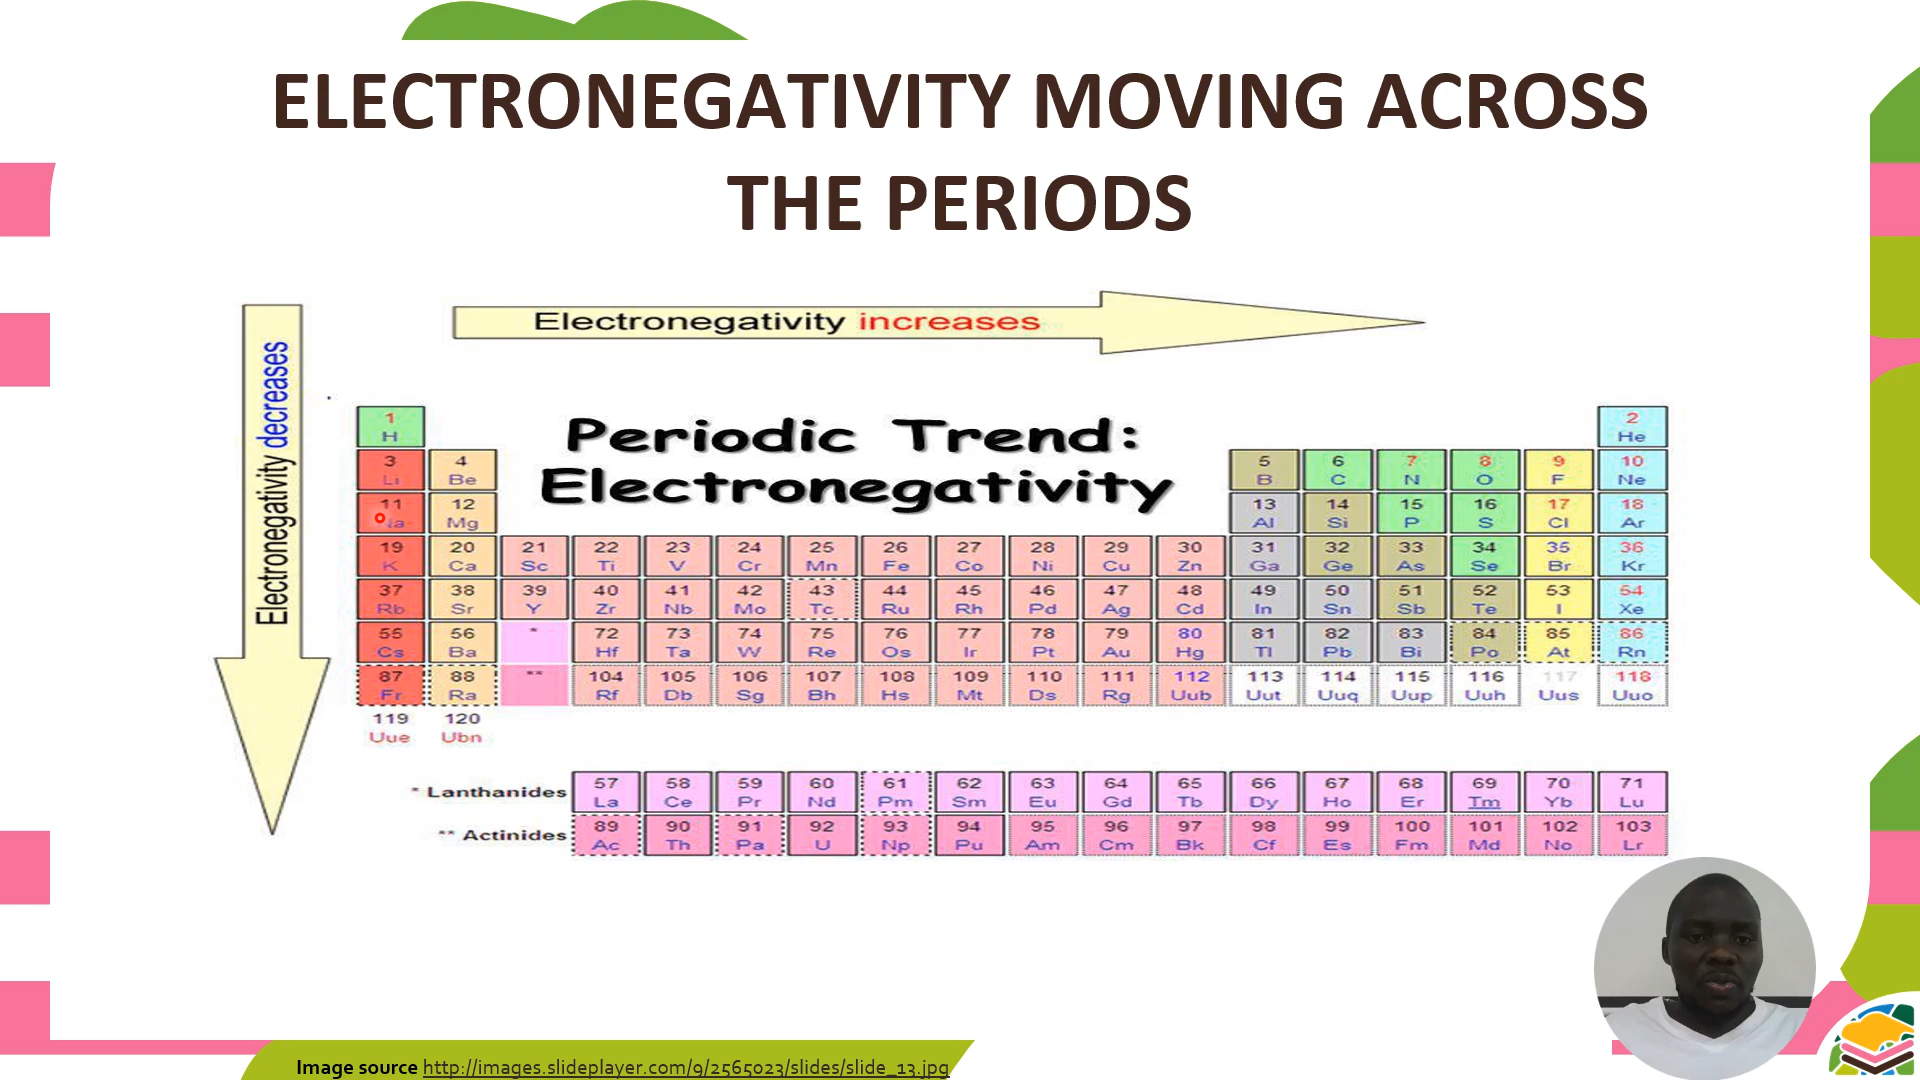 ELECTRONEGATIVITY MOVING ACROSS
THE PERIODS
Electronegativity increases
Electronegativity decreases
Periodic Trend:
Electronegativity
1 2
H He
3 4 5 6 7 8 9 10
Li Be B C N O F Ne
11 12 13 14 15 16 17 18
Na Mg Al Si P S Cl Ar
19 20 21 22 23 24 25 26 27 28 29 30 31 32 33 34 35 36
K Ca Sc Ti V Cr Mn Fe Co Ni Cu Zn Ga Ge As Se Br Kr
37 38 39 40 41 42 43 44 45 46 47 48 49 50 51 52 53 54
Rb Sr Y Zr Nb Mo Tc Ru Rh Pd Ag Cd In Sn Sb Te I Xe
55 56 * 72 73 74 75 76 77 78 79 80 81 82 83 84 85 86
Cs Ba Hf Ta W Re Os Ir Pt Au Hg Tl Pb Bi Po At Rn
87 88 ** 104 105 106 107 108 109 110 111 112 113 114 115 116 117 118
Fr Ra Rf Db Sg Bh Hs Mt Ds Rg Uub Uut Uuq Uup Uuh Uus Uuo
119 120
Uue Ubn
* Lanthanides
57 58 59 60 61 62 63 64 65 66 67 68 69 70 71
La Ce Pr Nd Pm Sm Eu Gd Tb Dy Ho Er Tm Yb Lu
** Actinides
89 90 91 92 93 94 95 96 97 98 99 100 101 102 103
Ac Th Pa U Np Pu Am Cm Bk Cf Es Fm Md No Lr
Image source http://images.slideplayer.com/9/2565023/slides/slide_13.jpg